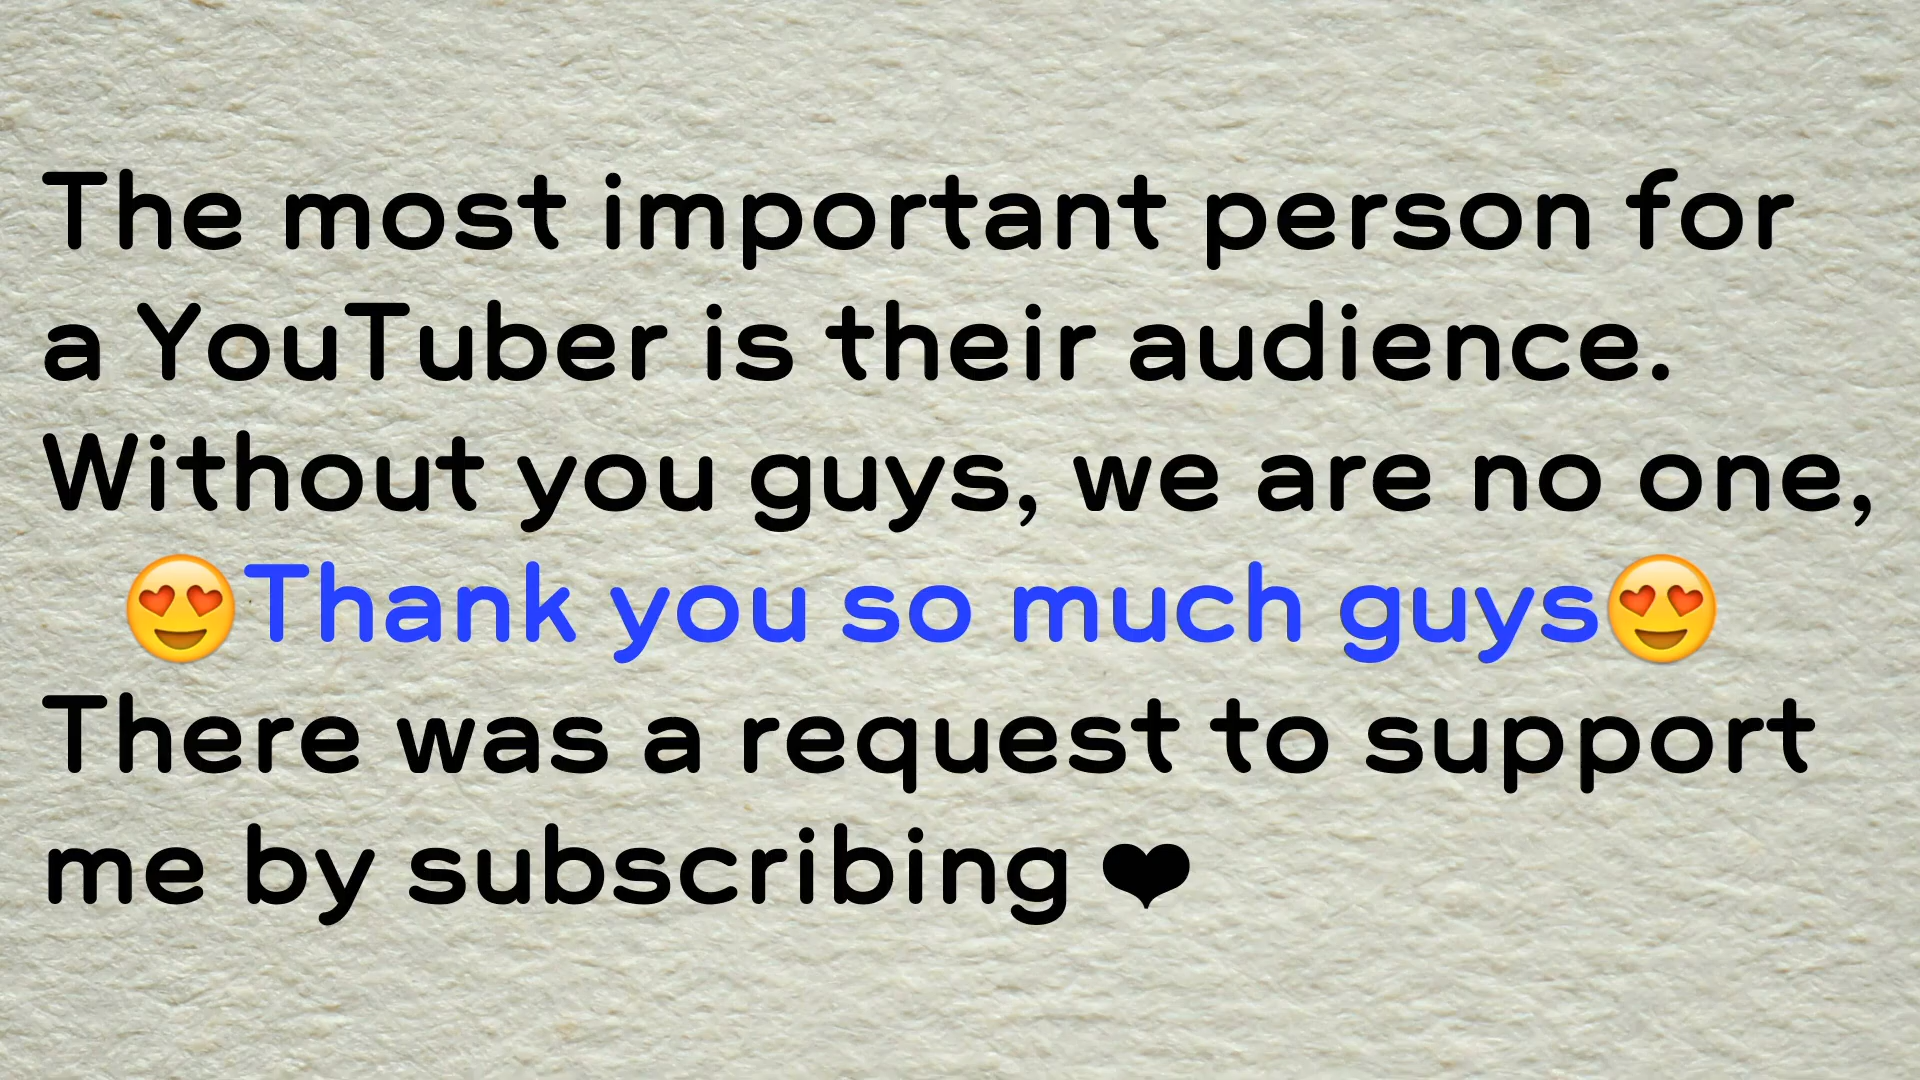 The most important person for
a YouTuber is their audience.
Without you guys, we are no one,
😍Thank you so much guys😍
There was a request to support
me by subscribing ❤